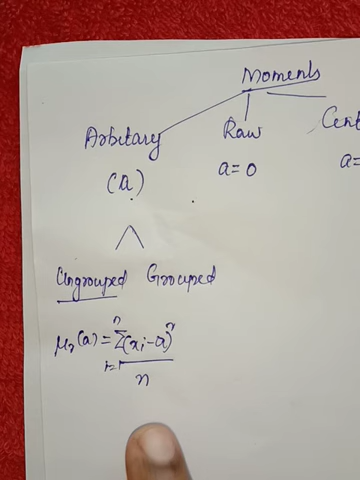 Moments
Arbitary Raw Cent
(a) a=0 a=
Ungrouped Grouped
μr(a) = n∑i=1 (xi-a)^r / n